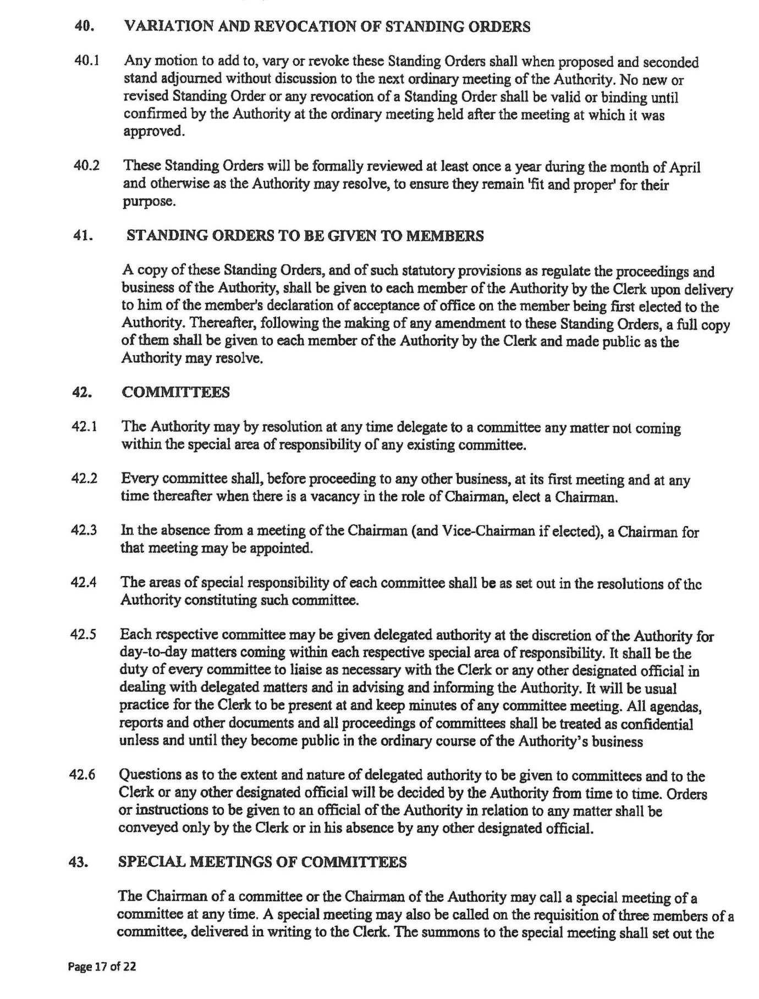 40. VARIATION AND REVOCATION OF STANDING ORDERS
40.1 Any motion to add to, vary or revoke these Standing Orders shall when proposed and seconded
stand adjourned without discussion to the next ordinary meeting of the Authority. No new or
revised Standing Order or any revocation of a Standing Order shall be valid or binding until
confirmed by the Authority at the ordinary meeting held after the meeting at which it was
approved.
40.2 These Standing Orders will be formally reviewed at least once a year during the month of April
and otherwise as the Authority may resolve, to ensure they remain 'fit and proper' for their
purpose.
41. STANDING ORDERS TO BE GIVEN TO MEMBERS
A copy of these Standing Orders, and of such statutory provisions as regulate the proceedings and
business of the Authority, shall be given to each member of the Authority by the Clerk upon delivery
to him of the member's declaration of acceptance of office on the member being first elected to the
Authority. Thereafter, following the making of any amendment to these Standing Orders, a full copy
of them shall be given to each member of the Authority by the Clerk and made public as the
Authority may resolve.
42. COMMITTEES
42.1 The Authority may by resolution at any time delegate to a committee any matter not coming
within the special area of responsibility of any existing committee.
42.2 Every committee shall, before proceeding to any other business, at its first meeting and at any
time thereafter when there is a vacancy in the role of Chairman, elect a Chairman.
42.3 In the absence from a meeting of the Chairman (and Vice-Chairman if elected), a Chairman for
that meeting may be appointed.
42.4 The areas of special responsibility of each committee shall be as set out in the resolutions of the
Authority constituting such committee.
42.5 Each respective committee may be given delegated authority at the discretion of the Authority for
day-to-day matters coming within each respective special area of responsibility. It shall be the
duty of every committee to liaise as necessary with the Clerk or any other designated official in
dealing with delegated matters and in advising and informing the Authority. It will be usual
practice for the Clerk to be present at and keep minutes of any committee meeting. All agendas,
reports and other documents and all proceedings of committees shall be treated as confidential
unless and until they become public in the ordinary course of the Authority's business
42.6 Questions as to the extent and nature of delegated authority to be given to committees and to the
Clerk or any other designated official will be decided by the Authority from time to time. Orders
or instructions to be given to an official of the Authority in relation to any matter shall be
conveyed only by the Clerk or in his absence by any other designated official.
43. SPECIAL MEETINGS OF COMMITTEES
The Chairman of a committee or the Chairman of the Authority may call a special meeting of a
committee at any time. A special meeting may also be called on the requisition of three members of a
committee, delivered in writing to the Clerk. The summons to the special meeting shall set out the
Page 17 of 22